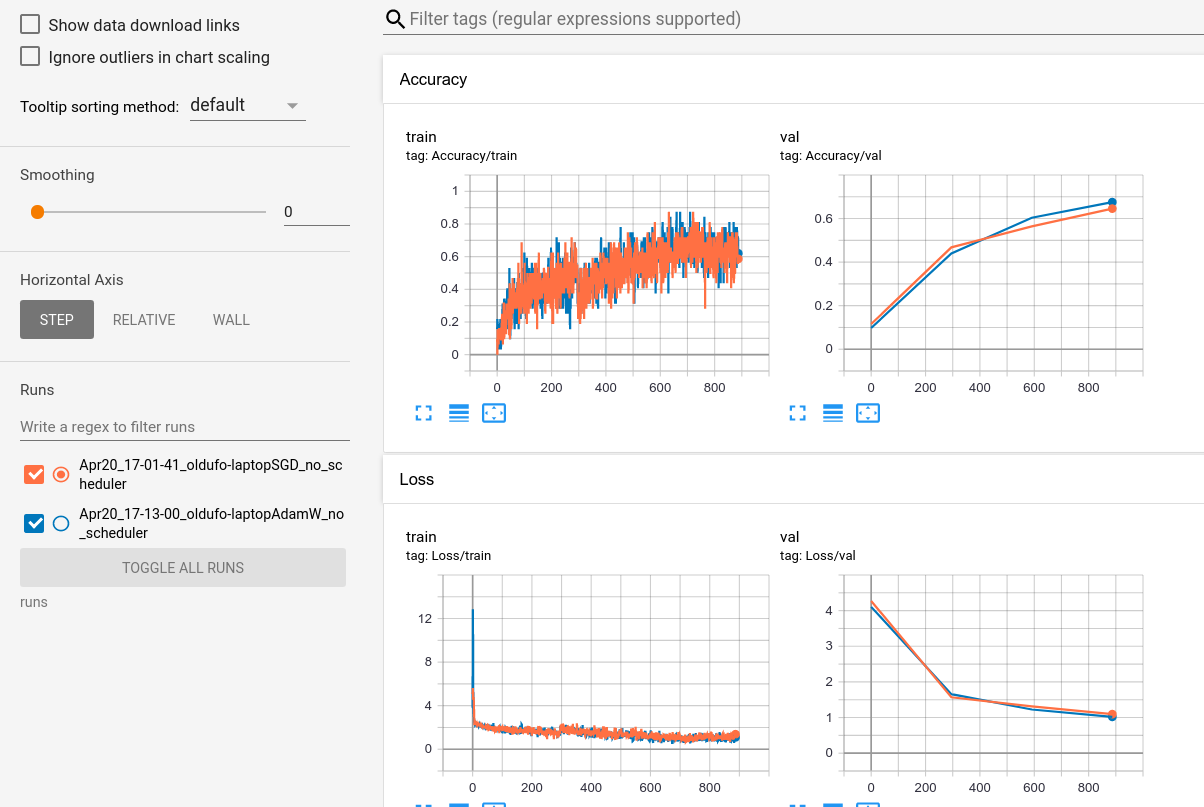 Show data download links
Ignore outliers in chart scaling
Tooltip sorting method: default
Smoothing
0
Horizontal Axis
STEP RELATIVE WALL
Runs
Write a regex to filter runs
Apr20_17-01-41_oldufo-laptopSGD_no_sc
heduler
Apr20_17-13-00_oldufo-laptopAdamW_no
_scheduler
TOGGLE ALL RUNS
runs
Filter tags (regular expressions supported)
Accuracy
train
tag: Accuracy/train
1
0.8
0.6
0.4
0.2
0
0 200 400 600 800
val
tag: Accuracy/val
0.6
0.4
0.2
0
0 200 400 600 800
Loss
train
tag: Loss/train
12
8
4
0
0 200 400 600 800
val
tag: Loss/val
4
3
2
1
0
0 200 400 600 800